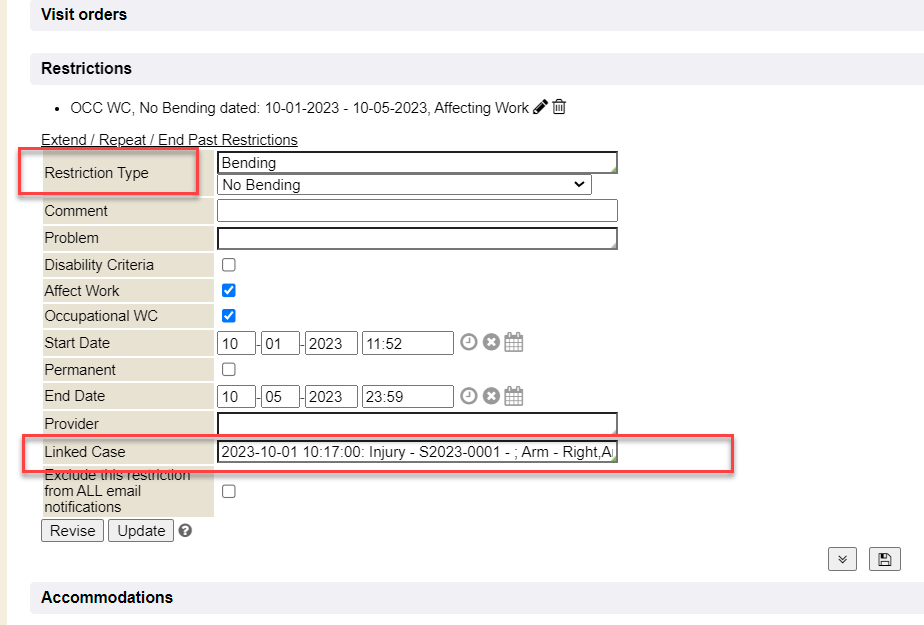 Visit orders
Restrictions
• OCC WC, No Bending dated: 10-01-2023 - 10-05-2023, Affecting Work
Extend / Repeat / End Past Restrictions
Restriction Type
Bending
No Bending
Comment
Problem
Disability Criteria
Affect Work
Occupational WC
Start Date 10 - 01 - 2023 11:52
Permanent
End Date 10 - 05 - 2023 23:59
Provider
Linked Case 2023-10-01 10:17:00: Injury - S2023-0001 - ; Arm - Right,A
Exclude this restriction
from ALL email
notifications
Revise Update ?
Accommodations